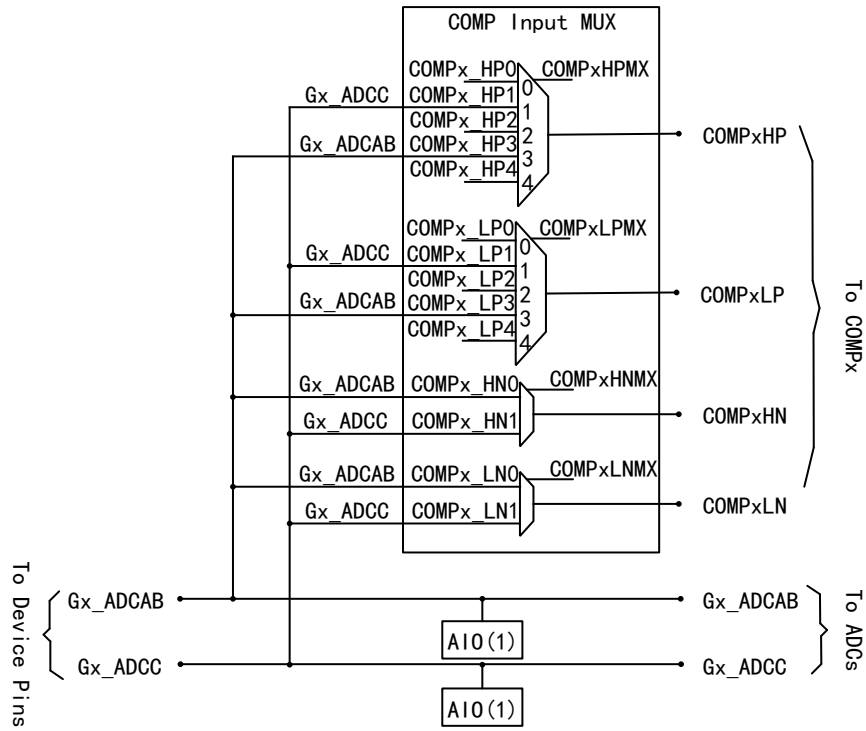 COMP Input MUX
COMPx_HP0 COMPxHPMX
0
Gx_ADCC COMPx_HP1
1
COMPx_HP2
2
COMPxHP
Gx_ADCAB COMPx_HP3
3
COMPx_HP4
4
COMPx_LP0 COMPxLPMX
0
Gx_ADCC COMPx_LP1
1
COMPx_LP2
2
COMPxLP
Gx_ADCAB COMPx_LP3
3
COMPx_LP4
4
To COMPx
COMPxHNMX
Gx_ADCAB COMPx_HN0
Gx_ADCC COMPx_HN1
COMPxHN
COMPxLNMX
Gx_ADCAB COMPx_LN0
Gx_ADCC COMPx_LN1
COMPxLN
To Device Pins
Gx_ADCAB
Gx_ADCAB
AIO(1)
Gx_ADCC
Gx_ADCC
AIO(1)
To ADCs